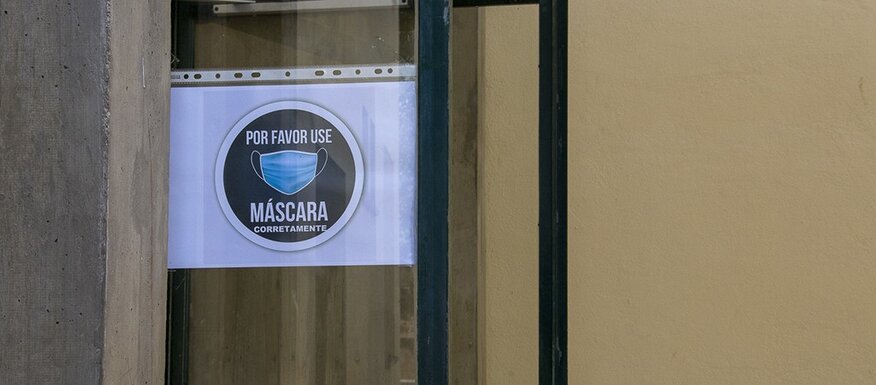 POR FAVOR USE
MÁSCARA
CORRETAMENTE